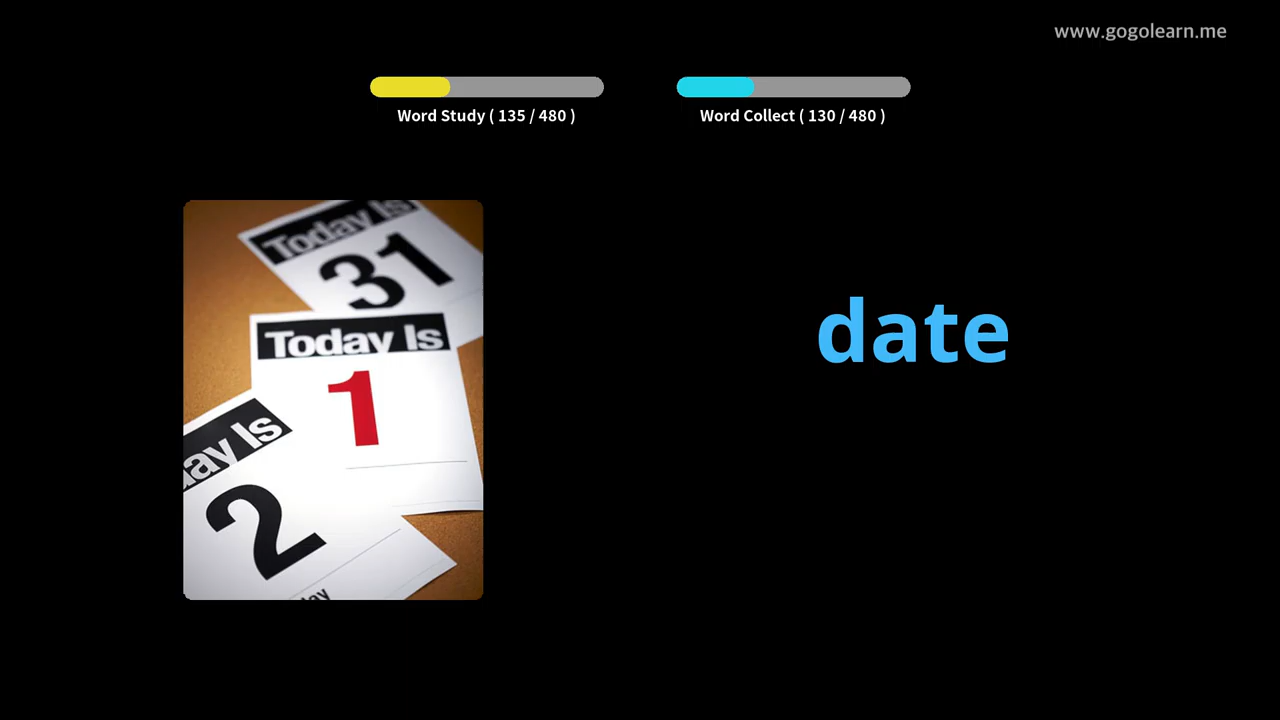 www.gogolearn.me
Word Study ( 135 / 480 )
Word Collect ( 130 / 480 )
Today Is
31
Today Is
1
date
ay Is
2